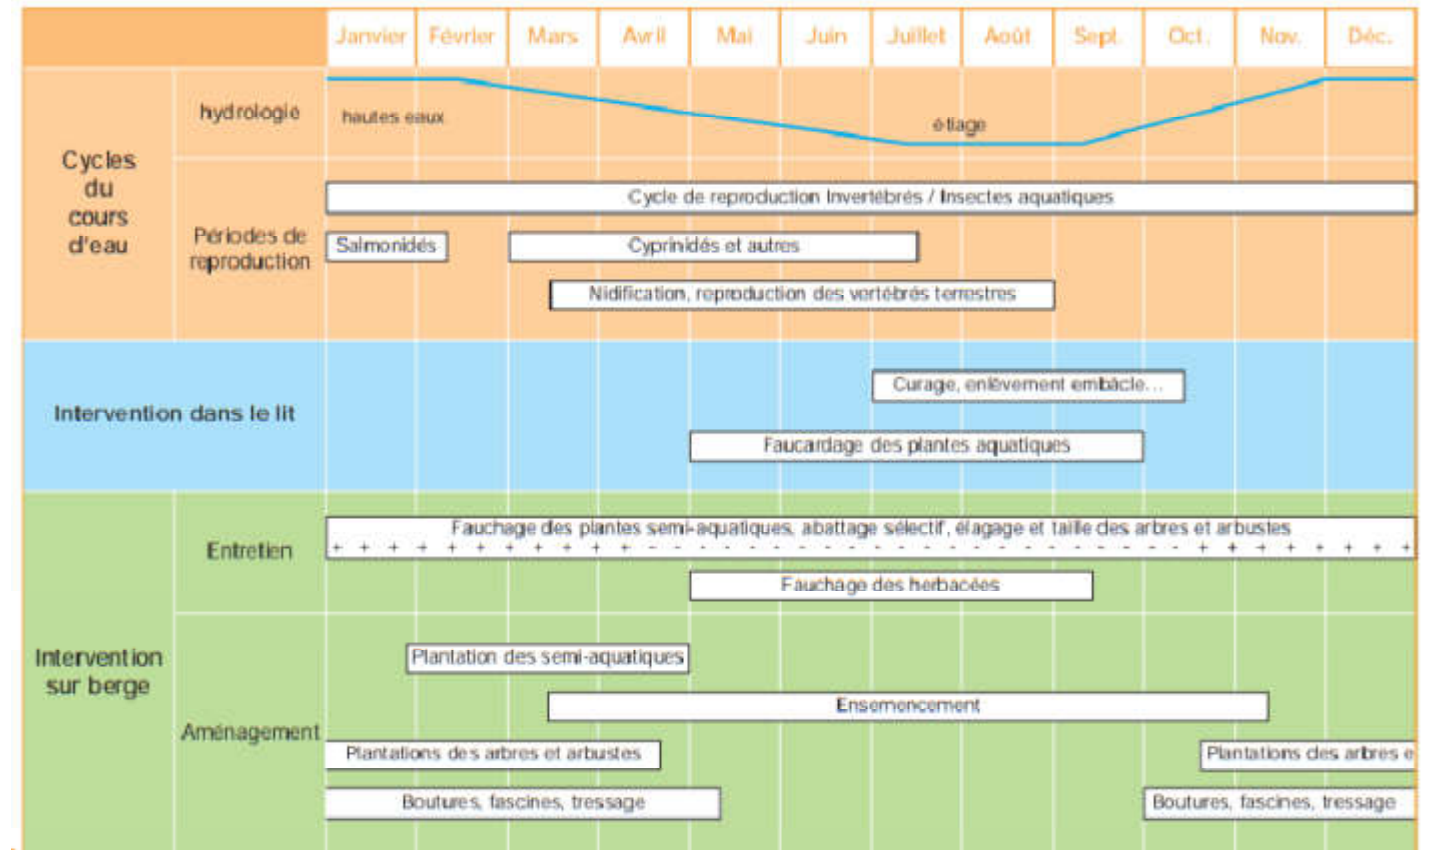 Janvier Février Mars Avril Mai Juin Juillet Août Sept. Oct. Nov. Déc.
Cycles
du
cours
d'eau
hydrologie
hautes eaux
étiage
Périodes de
reproduction
Cycle de reproduction Invertébrés / Insectes aquatiques
Salmonidés
Cyprinidés et autres
Nidification, reproduction des vertébrés terrestres
Intervention dans le lit
Curage, enlèvement embâcle...
Faucardage des plantes aquatiques
Intervention
sur berge
Entretien
Fauchage des plantes semi-aquatiques, abattage sélectif, élagage et taille des arbres et arbustes
+ + + + + + + + + + + - - - - - - - - - - - - - - - - - - - + + + + + + + +
Fauchage des herbacées
Aménagement
Plantation des semi-aquatiques
Ensemencement
Plantations des arbres et arbustes
Plantations des arbres e
Boutures, fascines, tressage
Boutures, fascines, tressage